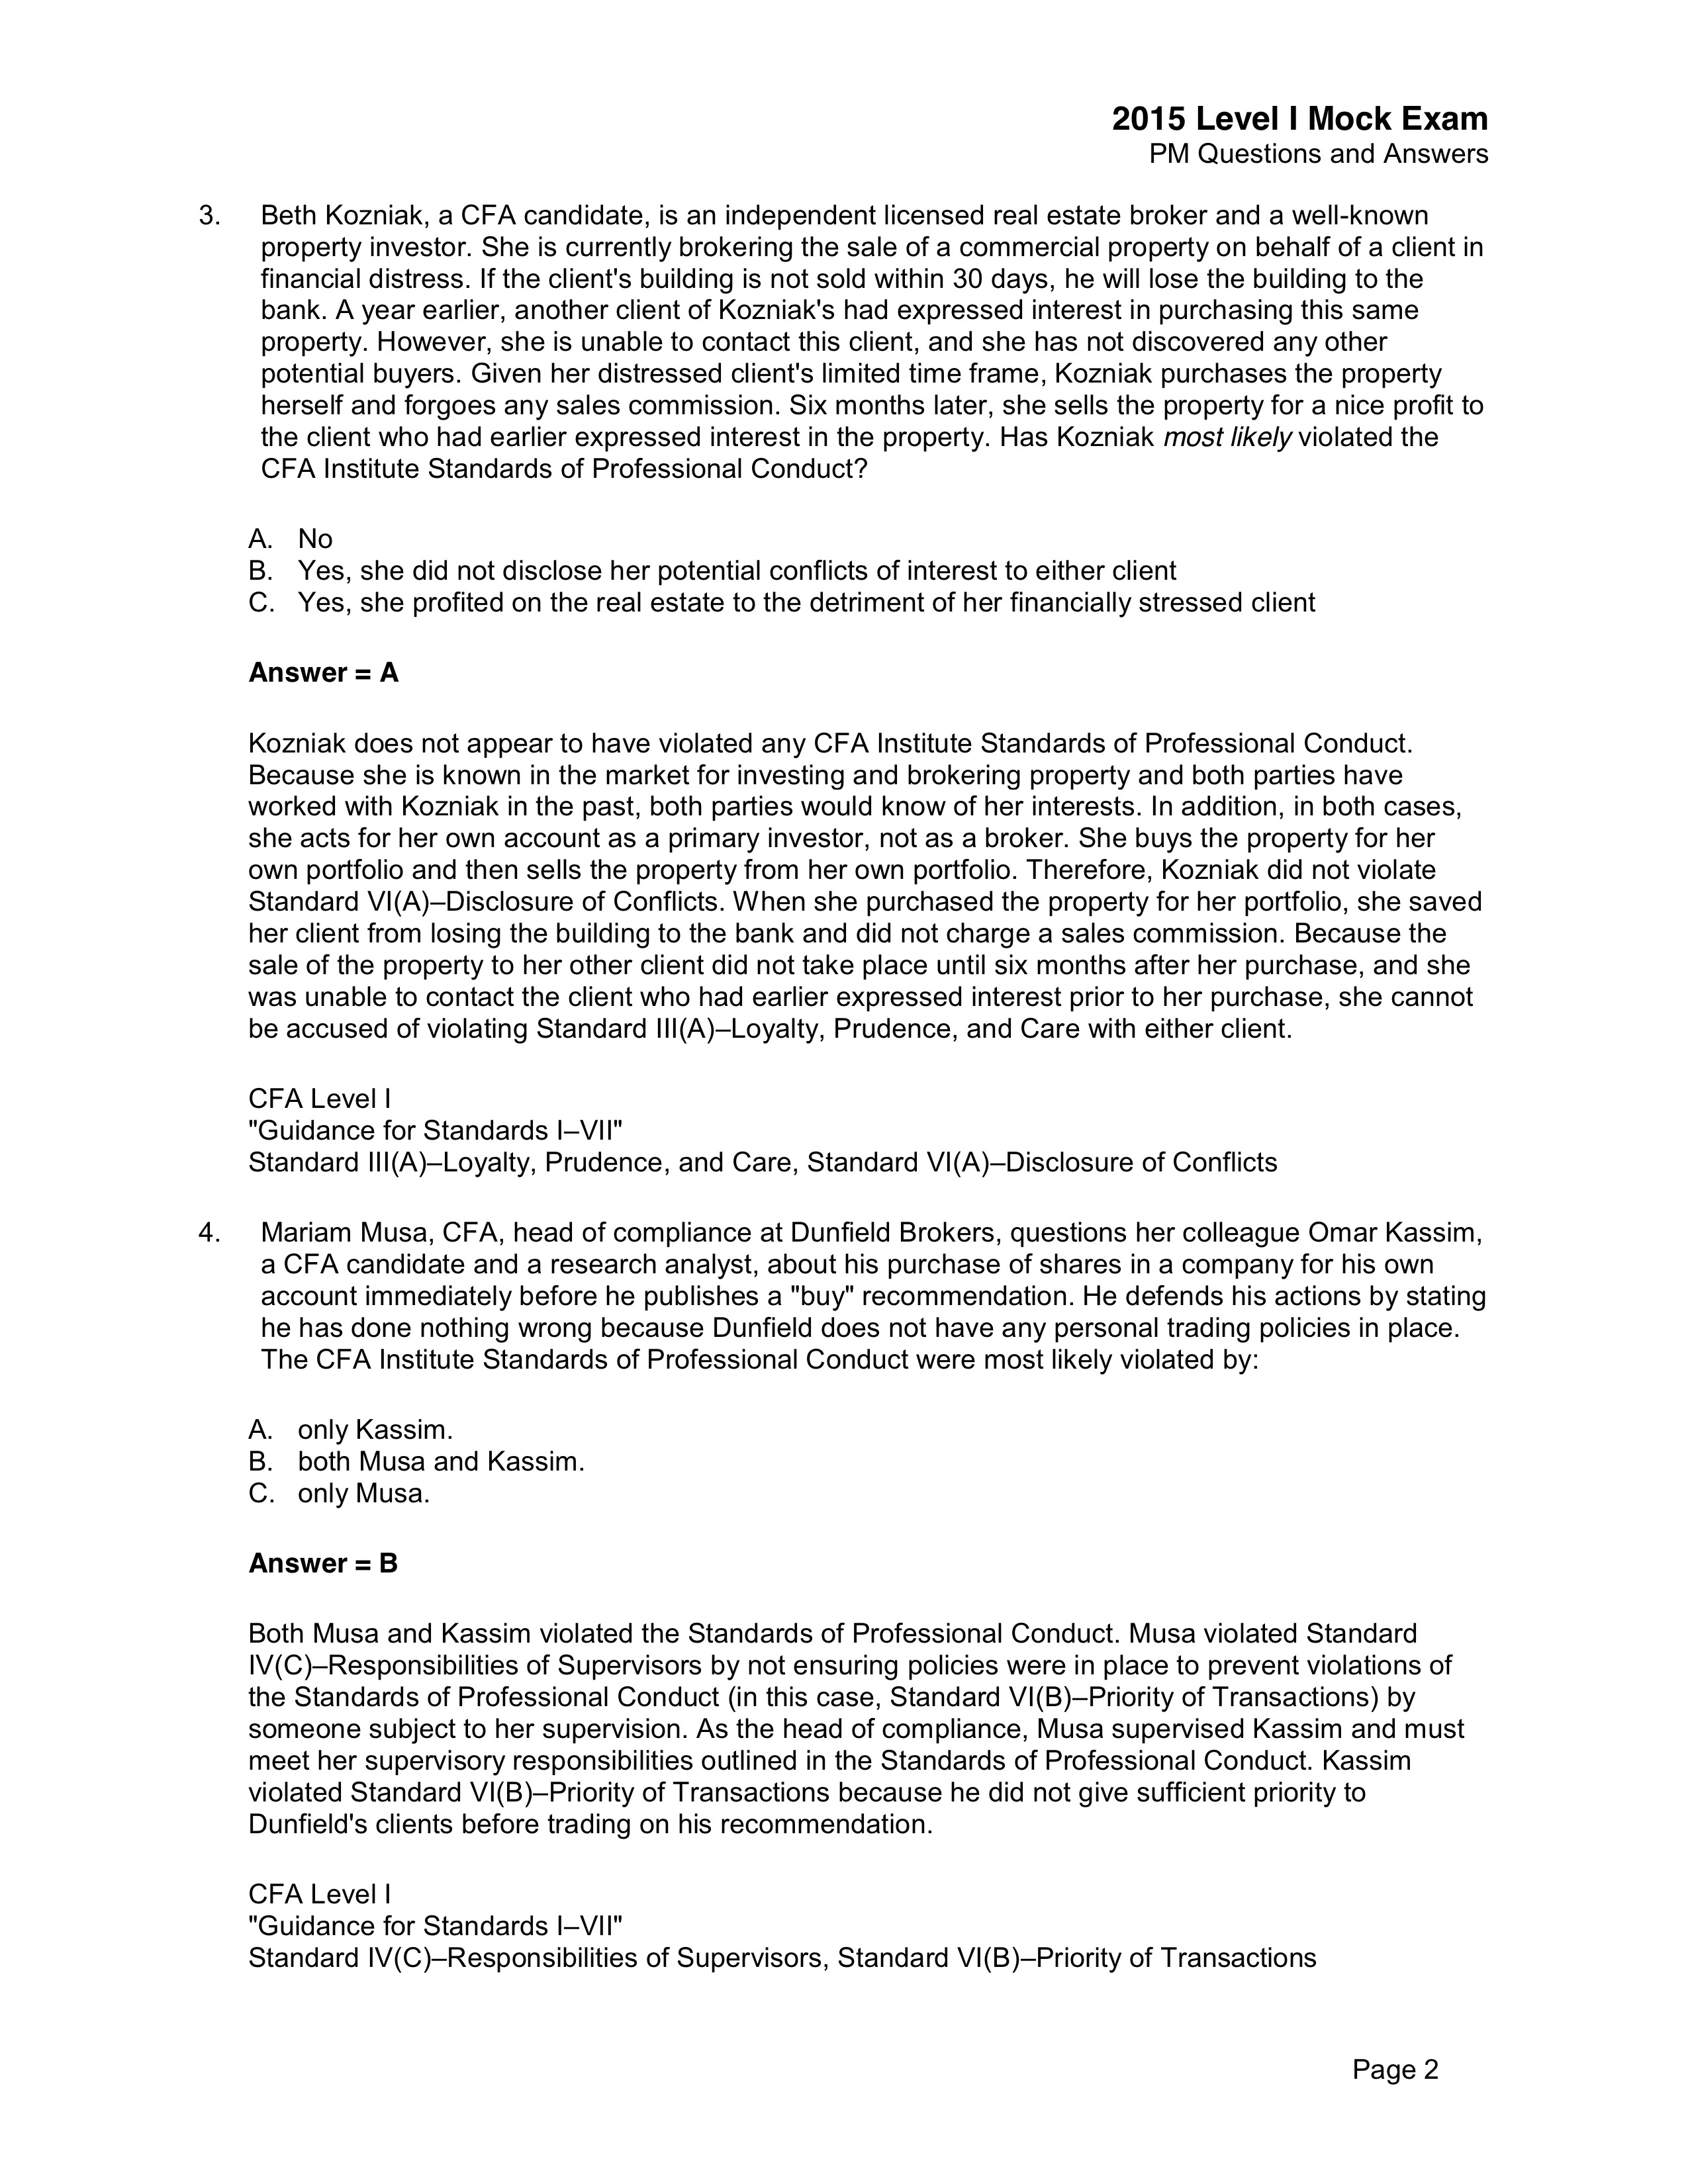 2015 Level I Mock Exam
PM Questions and Answers
3. Beth Kozniak, a CFA candidate, is an independent licensed real estate broker and a well-known
property investor. She is currently brokering the sale of a commercial property on behalf of a client in
financial distress. If the client's building is not sold within 30 days, he will lose the building to the
bank. A year earlier, another client of Kozniak's had expressed interest in purchasing this same
property. However, she is unable to contact this client, and she has not discovered any other
potential buyers. Given her distressed client's limited time frame, Kozniak purchases the property
herself and forgoes any sales commission. Six months later, she sells the property for a nice profit to
the client who had earlier expressed interest in the property. Has Kozniak most likely violated the
CFA Institute Standards of Professional Conduct?
A. No
B. Yes, she did not disclose her potential conflicts of interest to either client
C. Yes, she profited on the real estate to the detriment of her financially stressed client
Answer = A
Kozniak does not appear to have violated any CFA Institute Standards of Professional Conduct.
Because she is known in the market for investing and brokering property and both parties have
worked with Kozniak in the past, both parties would know of her interests. In addition, in both cases,
she acts for her own account as a primary investor, not as a broker. She buys the property for her
own portfolio and then sells the property from her own portfolio. Therefore, Kozniak did not violate
Standard VI(A)–Disclosure of Conflicts. When she purchased the property for her portfolio, she saved
her client from losing the building to the bank and did not charge a sales commission. Because the
sale of the property to her other client did not take place until six months after her purchase, and she
was unable to contact the client who had earlier expressed interest prior to her purchase, she cannot
be accused of violating Standard III(A)–Loyalty, Prudence, and Care with either client.
CFA Level I
"Guidance for Standards I–VII"
Standard III(A)–Loyalty, Prudence, and Care, Standard VI(A)–Disclosure of Conflicts
4. Mariam Musa, CFA, head of compliance at Dunfield Brokers, questions her colleague Omar Kassim,
a CFA candidate and a research analyst, about his purchase of shares in a company for his own
account immediately before he publishes a "buy" recommendation. He defends his actions by stating
he has done nothing wrong because Dunfield does not have any personal trading policies in place.
The CFA Institute Standards of Professional Conduct were most likely violated by:
A. only Kassim.
B. both Musa and Kassim.
C. only Musa.
Answer = B
Both Musa and Kassim violated the Standards of Professional Conduct. Musa violated Standard
IV(C)–Responsibilities of Supervisors by not ensuring policies were in place to prevent violations of
the Standards of Professional Conduct (in this case, Standard VI(B)–Priority of Transactions) by
someone subject to her supervision. As the head of compliance, Musa supervised Kassim and must
meet her supervisory responsibilities outlined in the Standards of Professional Conduct. Kassim
violated Standard VI(B)–Priority of Transactions because he did not give sufficient priority to
Dunfield's clients before trading on his recommendation.
CFA Level I
"Guidance for Standards I–VII"
Standard IV(C)–Responsibilities of Supervisors, Standard VI(B)–Priority of Transactions
Page 2